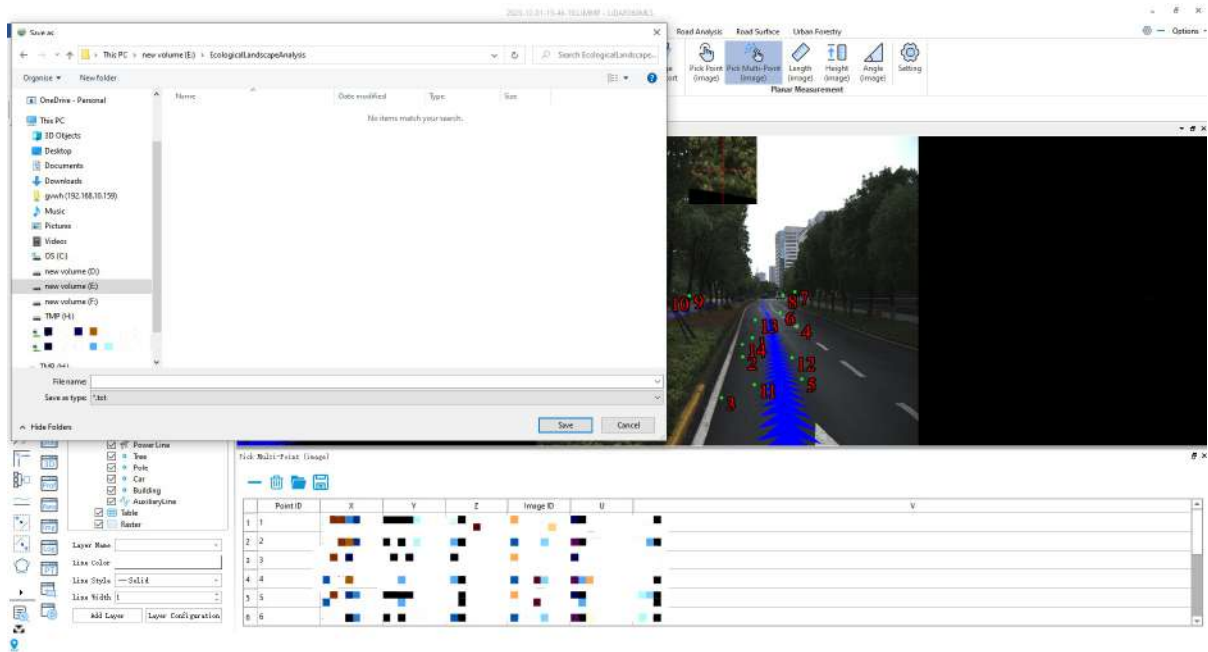 Save as
Road Analysis Road Surface Urban Forestry
Options
This PC > new volume (E:) > EcologicalLandscapeAnalysis
Search EcologicalLandscape...
Pick Point (image)
Pick Multi-Point (image)
Length (image)
Height (image)
Angle (image)
Setting
Planar Measurement
Organise New folder
Name Date modified Type Size
No items match your search.
OneDrive - Personal
This PC
3D Objects
Desktop
Documents
Downloads
gvwh (192.168.10.159)
Music
Pictures
Videos
OS (C:)
new volume (D:)
new volume (E:)
new volume (F:)
TMP (H:)
TMP (H:)
10 9
8 7
13 6 4
1
14
2 12
11 5
3
File name:
Save as type: *.txt
Hide Folders
Save Cancel
Power Line
Tree
Pole
Car
Building
AuxiliaryLine
Table
Raster
Layer Name
Line Color
Line Style Solid
Line Width 1
Add Layer Layer Configuration
Pick Multi-Point (image)
Point ID X Y Z Image ID U V
1 1
2 2
3 3
4 4
5 5
6 6